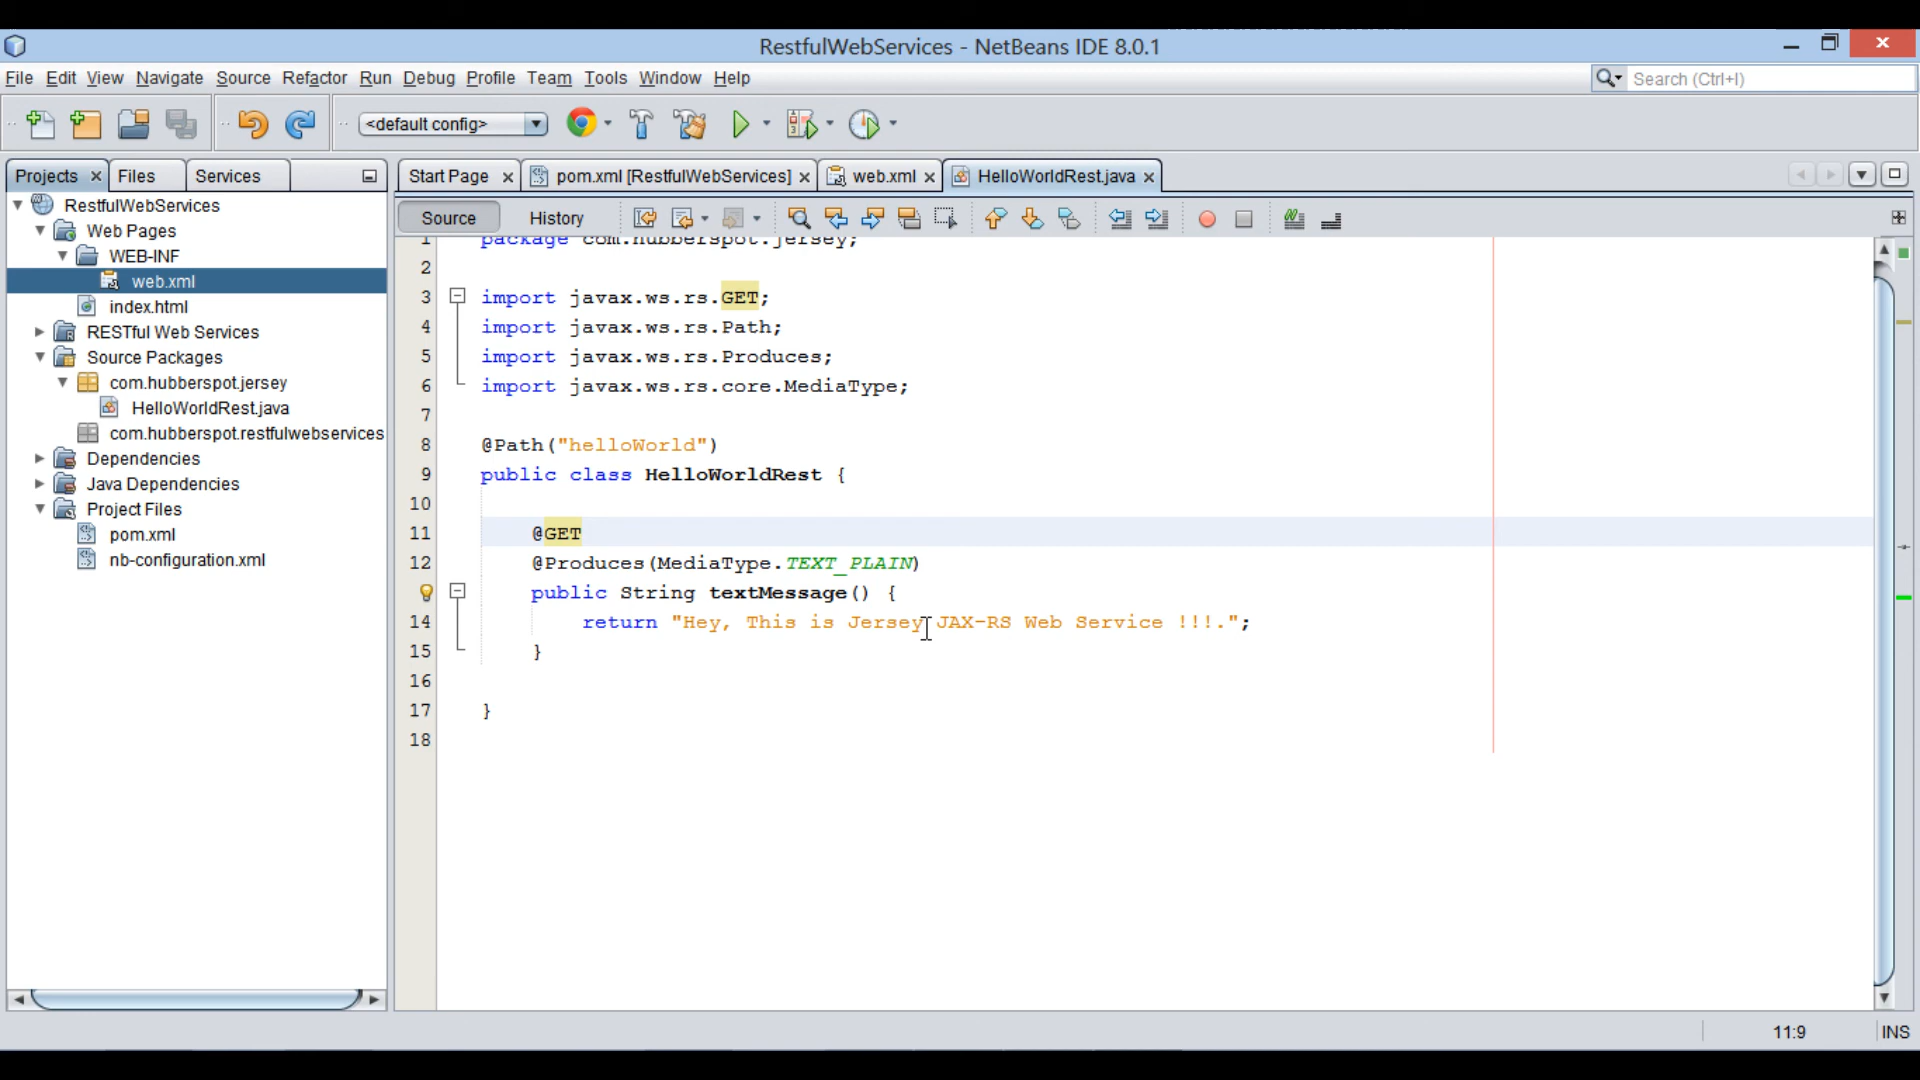 RestfulWebServices - NetBeans IDE 8.0.1
File Edit View Navigate Source Refactor Run Debug Profile Team Tools Window Help
Search (Ctrl+I)
<default config>
Projects Files Services
Start Page pom.xml [RestfulWebServices] web.xml HelloWorldRest.java
Source History
RestfulWebServices
Web Pages
WEB-INF
web.xml
index.html
RESTful Web Services
Source Packages
com.hubberspot.jersey
HelloWorldRest.java
com.hubberspot.restfulwebservices
Dependencies
Java Dependencies
Project Files
pom.xml
nb-configuration.xml
1 package com.hubberspot.jersey;
2
3 import javax.ws.rs.GET;
4 import javax.ws.rs.Path;
5 import javax.ws.rs.Produces;
6 import javax.ws.rs.core.MediaType;
7
8 @Path("helloWorld")
9 public class HelloWorldRest {
10
11 @GET
12 @Produces(MediaType.TEXT_PLAIN)
public String textMessage() {
14 return "Hey, This is Jersey JAX-RS Web Service !!!.";
15 }
16
17 }
18
11:9 INS